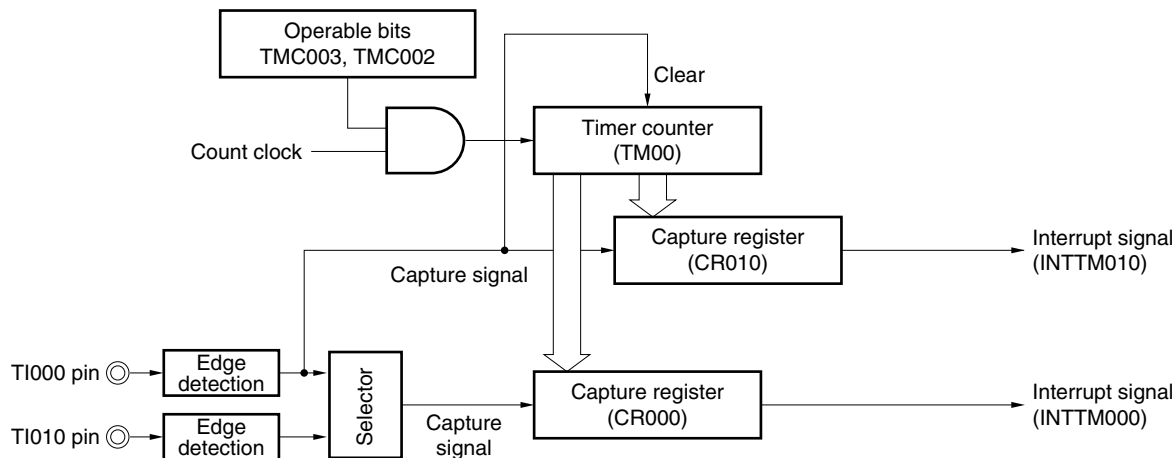 Operable bits
TMC003, TMC002
Clear
Count clock
Timer counter
(TM00)
Capture register
(CR010)
Interrupt signal
(INTTM010)
Capture signal
TI000 pin
Edge
detection
Selector
Capture register
(CR000)
Interrupt signal
(INTTM000)
TI010 pin
Edge
detection
Capture
signal